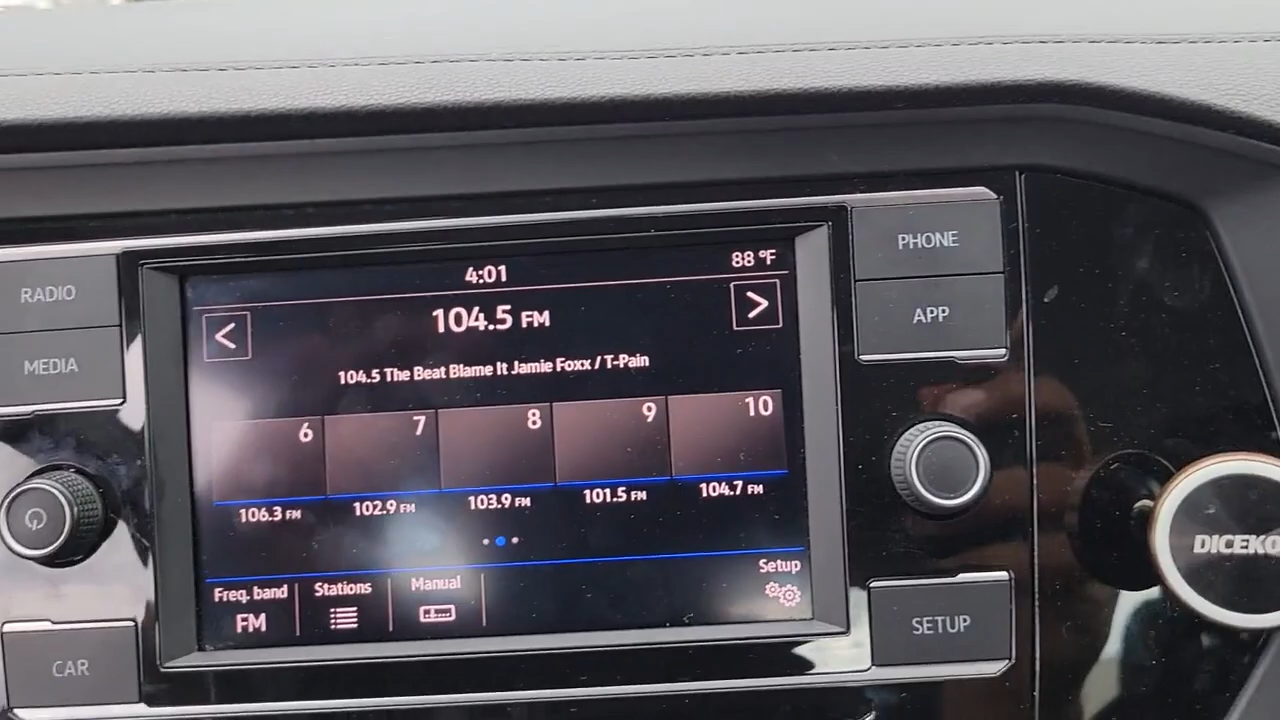 RADIO
MEDIA
CAR
4:01
88 °F
<
104.5 FM
>
104.5 The Beat Blame It Jamie Foxx / T-Pain
6 7 8 9 10
106.3 FM 102.9 FM 103.9 FM 101.5 FM 104.7 FM
Freq. band Stations Manual Setup
FM
PHONE
APP
SETUP